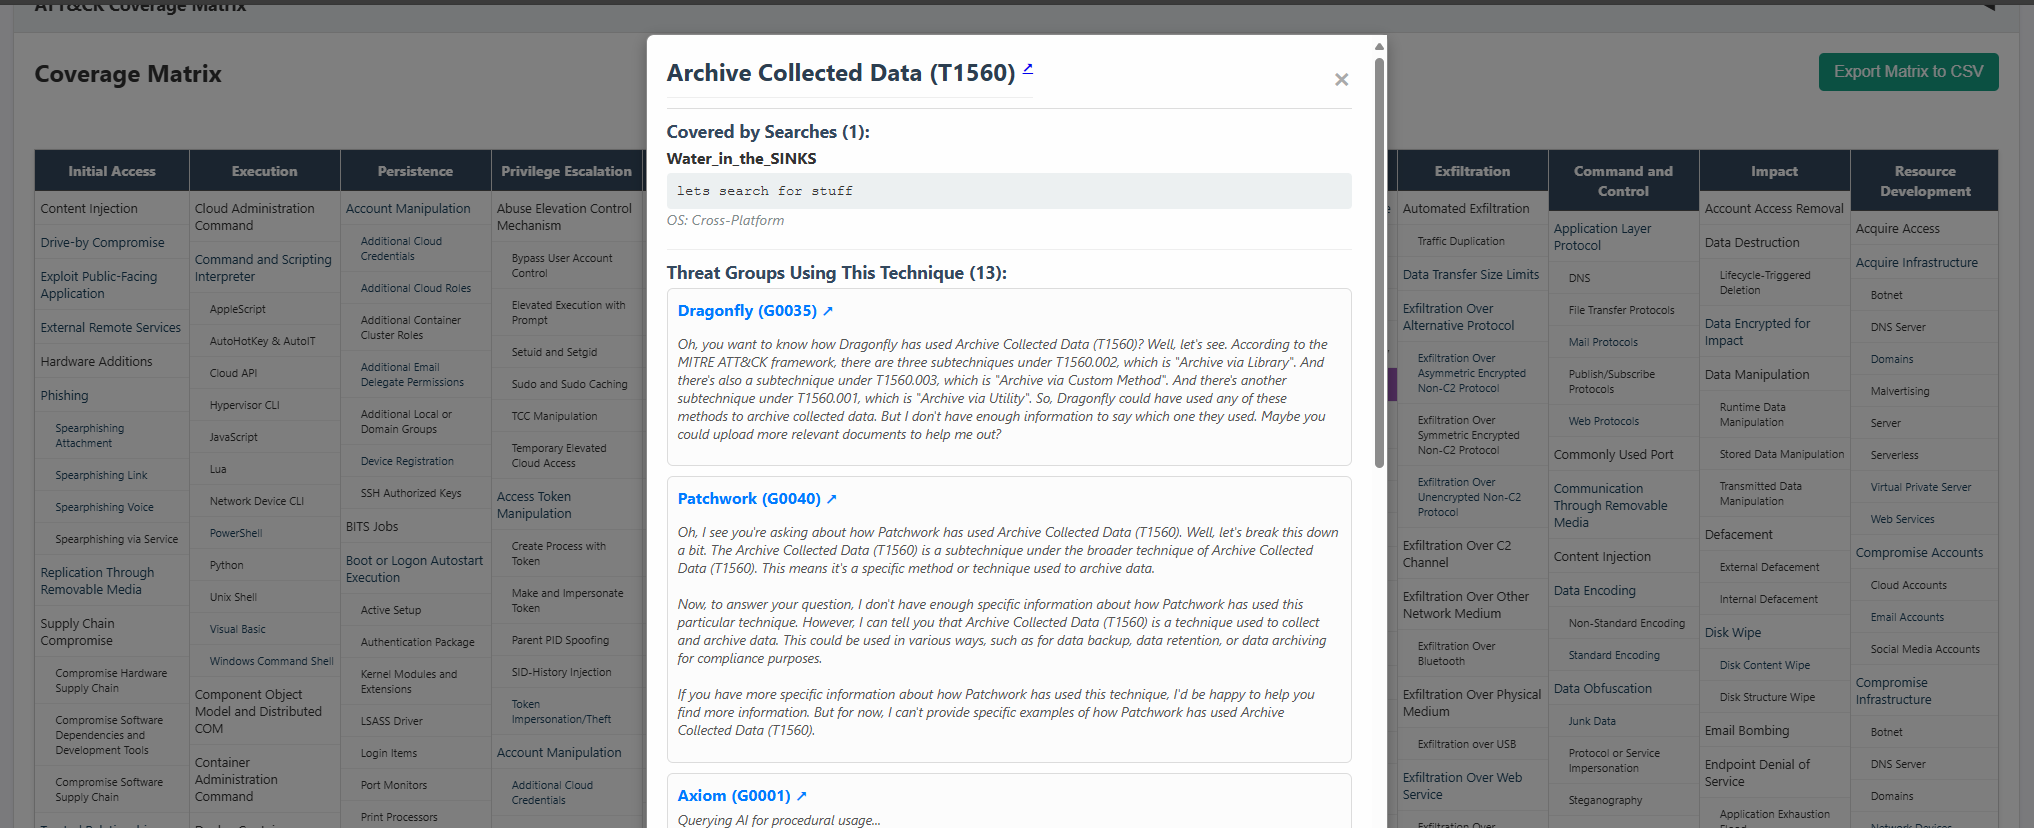 ATT&CK Coverage Matrix
Coverage Matrix
Export Matrix to CSV
Initial Access
Content Injection
Drive-by Compromise
Exploit Public-Facing
Application
External Remote Services
Hardware Additions
Phishing
Spearphishing
Attachment
Spearphishing Link
Spearphishing Voice
Spearphishing via Service
Replication Through
Removable Media
Supply Chain
Compromise
Compromise Hardware
Supply Chain
Compromise Software
Dependencies and
Development Tools
Compromise Software
Supply Chain
Execution
Cloud Administration
Command
Command and Scripting
Interpreter
AppleScript
AutoHotKey & AutoIT
Cloud API
Hypervisor CLI
JavaScript
Lua
Network Device CLI
PowerShell
Python
Unix Shell
Visual Basic
Windows Command Shell
Component Object
Model and Distributed
COM
Container
Administration
Command
Persistence
Account Manipulation
Additional Cloud
Credentials
Additional Cloud Roles
Additional Container
Cluster Roles
Additional Email
Delegate Permissions
Additional Local or
Domain Groups
Device Registration
SSH Authorized Keys
BITS Jobs
Boot or Logon Autostart
Execution
Active Setup
Authentication Package
Kernel Modules and
Extensions
LSASS Driver
Login Items
Port Monitors
Print Processors
Privilege Escalation
Abuse Elevation Control
Mechanism
Bypass User Account
Control
Elevated Execution with
Prompt
Setuid and Setgid
Sudo and Sudo Caching
TCC Manipulation
Temporary Elevated
Cloud Access
Access Token
Manipulation
Create Process with
Token
Make and Impersonate
Token
Parent PID Spoofing
SID-History Injection
Token
Impersonation/Theft
Account Manipulation
Additional Cloud
Credentials
Archive Collected Data (T1560) ↗
×
Covered by Searches (1):
Water_in_the_SINKS
lets search for stuff
OS: Cross-Platform
Threat Groups Using This Technique (13):
Dragonfly (G0035) ↗
Oh, you want to know how Dragonfly has used Archive Collected Data (T1560)? Well, let's see. According to the
MITRE ATT&CK framework, there are three subtechniques under T1560.002, which is "Archive via Library". And
there's also a subtechnique under T1560.003, which is "Archive via Custom Method". And there's another
subtechnique under T1560.001, which is "Archive via Utility". So, Dragonfly could have used any of these
methods to archive collected data. But I don't have enough information to say which one they used. Maybe you
could upload more relevant documents to help me out?
Patchwork (G0040) ↗
Oh, I see you're asking about how Patchwork has used Archive Collected Data (T1560). Well, let's break this down
a bit. The Archive Collected Data (T1560) is a subtechnique under the broader technique of Archive Collected
Data (T1560). This means it's a specific method or technique used to archive data.
Now, to answer your question, I don't have enough specific information about how Patchwork has used this
particular technique. However, I can tell you that Archive Collected Data (T1560) is a technique used to collect
and archive data. This could be used in various ways, such as for data backup, data retention, or data archiving
for compliance purposes.
If you have more specific information about how Patchwork has used this technique, I'd be happy to help you
find more information. But for now, I can't provide specific examples of how Patchwork has used Archive
Collected Data (T1560).
Axiom (G0001) ↗
Querying AI for procedural usage...
Exfiltration
Automated Exfiltration
Traffic Duplication
Data Transfer Size Limits
Exfiltration Over
Alternative Protocol
Exfiltration Over
Asymmetric Encrypted
Non-C2 Protocol
Exfiltration Over
Symmetric Encrypted
Non-C2 Protocol
Exfiltration Over
Unencrypted Non-C2
Protocol
Exfiltration Over C2
Channel
Exfiltration Over Other
Network Medium
Exfiltration Over
Bluetooth
Exfiltration Over Physical
Medium
Exfiltration over USB
Exfiltration Over Web
Service
Exfiltration Over
Command and
Control
Application Layer
Protocol
DNS
File Transfer Protocols
Mail Protocols
Publish/Subscribe
Protocols
Web Protocols
Commonly Used Port
Communication
Through Removable
Media
Content Injection
Data Encoding
Non-Standard Encoding
Standard Encoding
Data Obfuscation
Junk Data
Protocol or Service
Impersonation
Steganography
Impact
Account Access Removal
Data Destruction
Lifecycle-Triggered
Deletion
Data Encrypted for
Impact
Data Manipulation
Runtime Data
Manipulation
Stored Data Manipulation
Transmitted Data
Manipulation
Defacement
External Defacement
Internal Defacement
Disk Wipe
Disk Content Wipe
Disk Structure Wipe
Email Bombing
Endpoint Denial of
Service
Application Exhaustion
Resource
Development
Acquire Access
Acquire Infrastructure
Botnet
DNS Server
Domains
Malvertising
Server
Serverless
Virtual Private Server
Web Services
Compromise Accounts
Cloud Accounts
Email Accounts
Social Media Accounts
Compromise
Infrastructure
Botnet
DNS Server
Domains